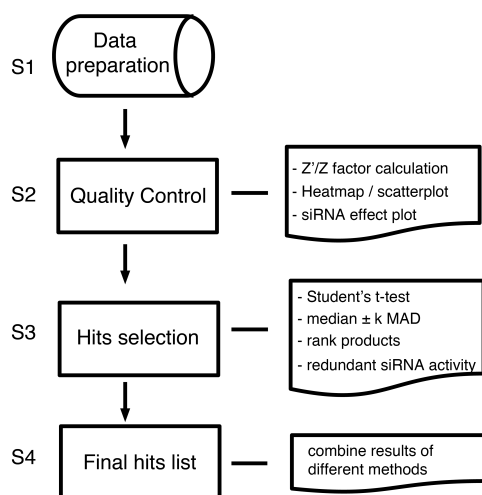 S1
Data
preparation
S2
Quality Control
- Z'/Z factor calculation
- Heatmap / scatterplot
- siRNA effect plot
S3
Hits selection
- Student's t-test
- median ± k MAD
- rank products
- redundant siRNA activity
S4
Final hits list
combine results of
different methods